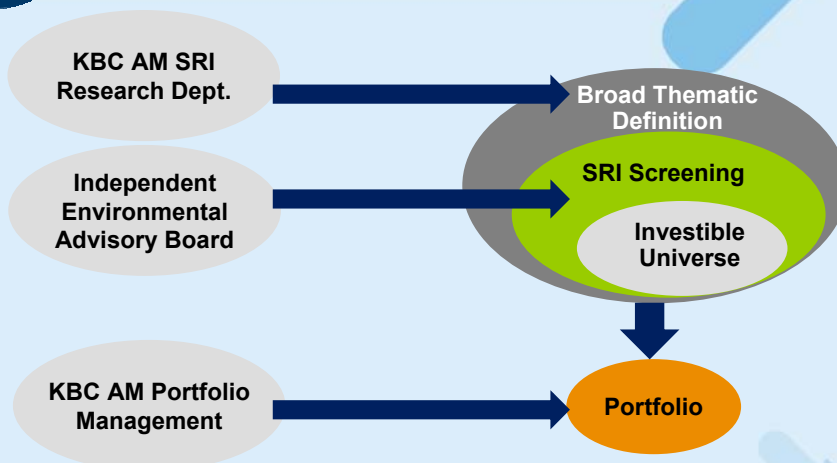 KBC AM SRI
Research Dept.
Broad Thematic
Definition
SRI Screening
Independent
Environmental
Advisory Board
Investible
Universe
KBC AM Portfolio
Management
Portfolio